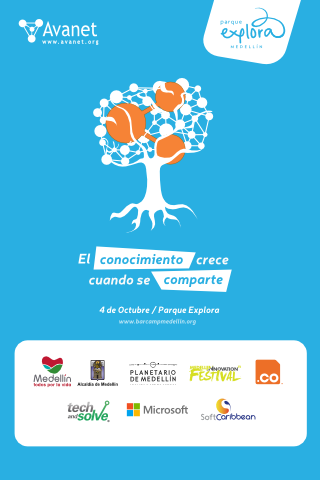 Avanet
www.avanet.org
parque
explora
MEDELLÍN
El conocimiento crece
cuando se comparte
4 de Octubre / Parque Explora
www.barcampmedellin.org
Medellín
todos por la vida
Alcaldía de Medellín
PLANETARIO
DE MEDELLÍN
INNOVATION
FESTIVAL
.co
tech
and solve
Microsoft
SoftCaribbean